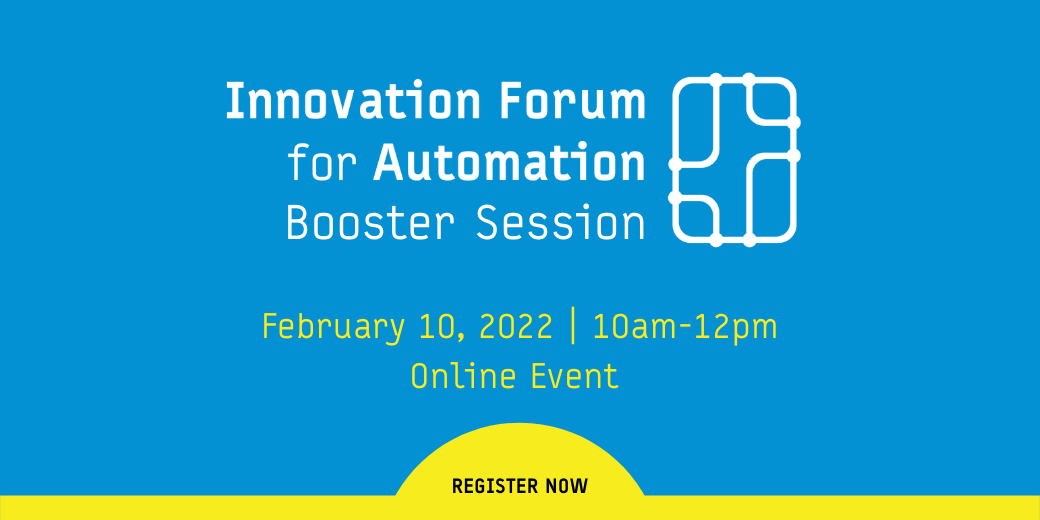 Innovation Forum
for Automation
Booster Session
February 10, 2022 | 10am-12pm
Online Event
REGISTER NOW